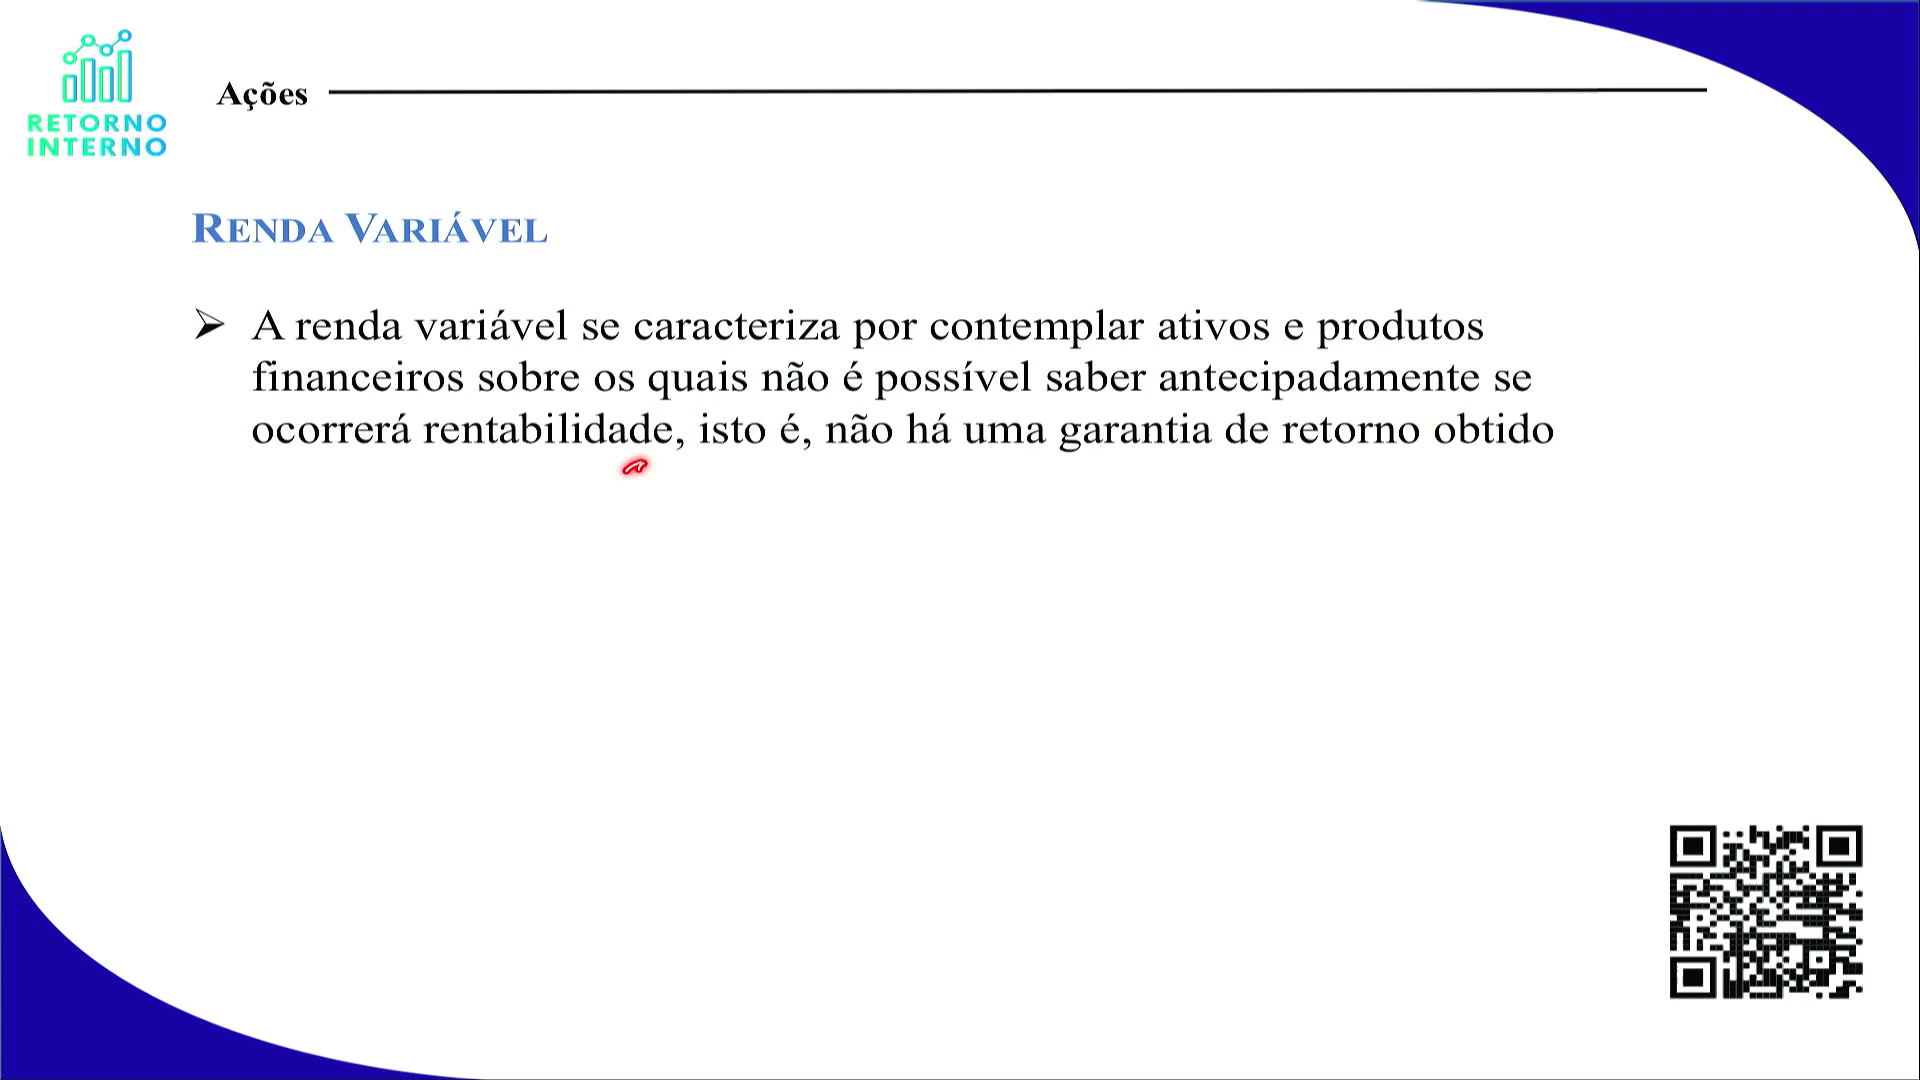 RETORNO
INTERNO
Ações
RENDA VARIÁVEL
A renda variável se caracteriza por contemplar ativos e produtos
financeiros sobre os quais não é possível saber antecipadamente se
ocorrerá rentabilidade, isto é, não há uma garantia de retorno obtido